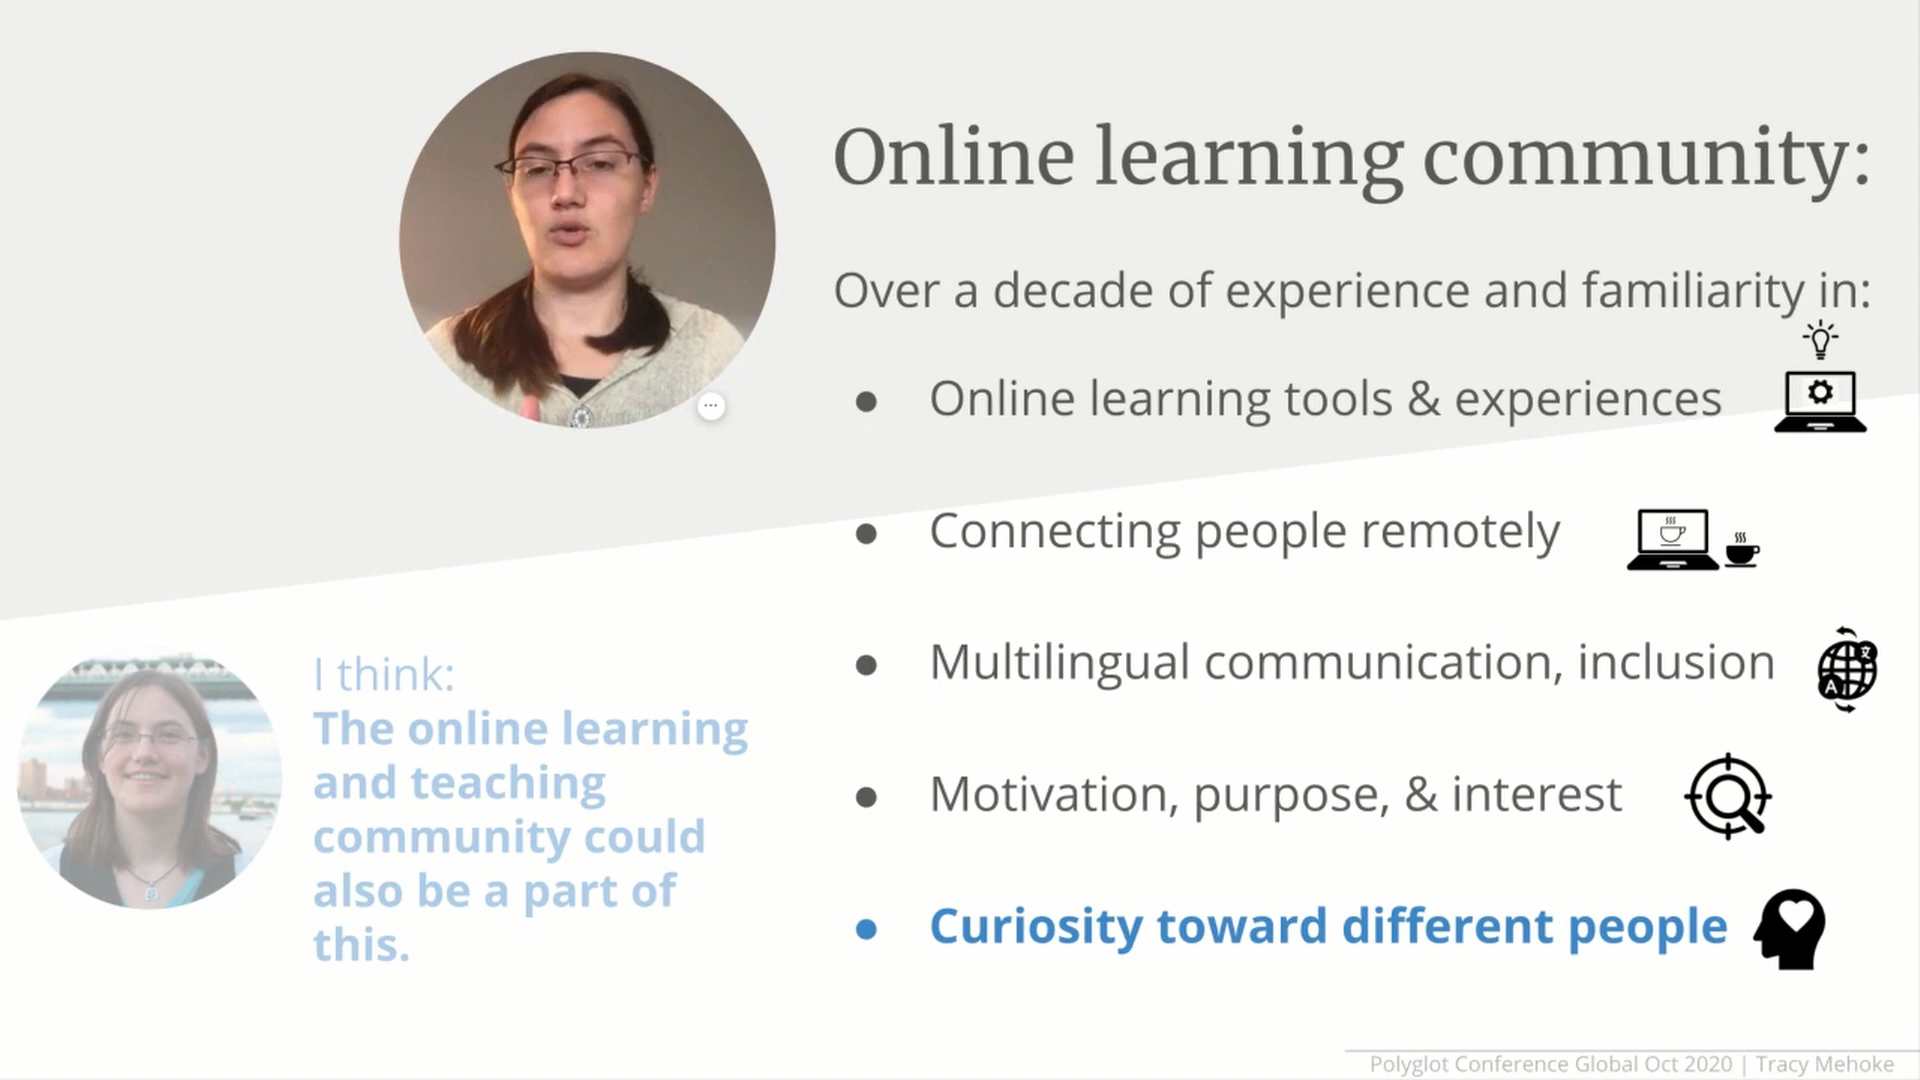 Online learning community:
Over a decade of experience and familiarity in:
● Online learning tools & experiences
● Connecting people remotely
● Multilingual communication, inclusion
文
A
● Motivation, purpose, & interest
● Curiosity toward different people
I think:
The online learning
and teaching
community could
also be a part of
this.
Polyglot Conference Global Oct 2020 | Tracy Mehoke